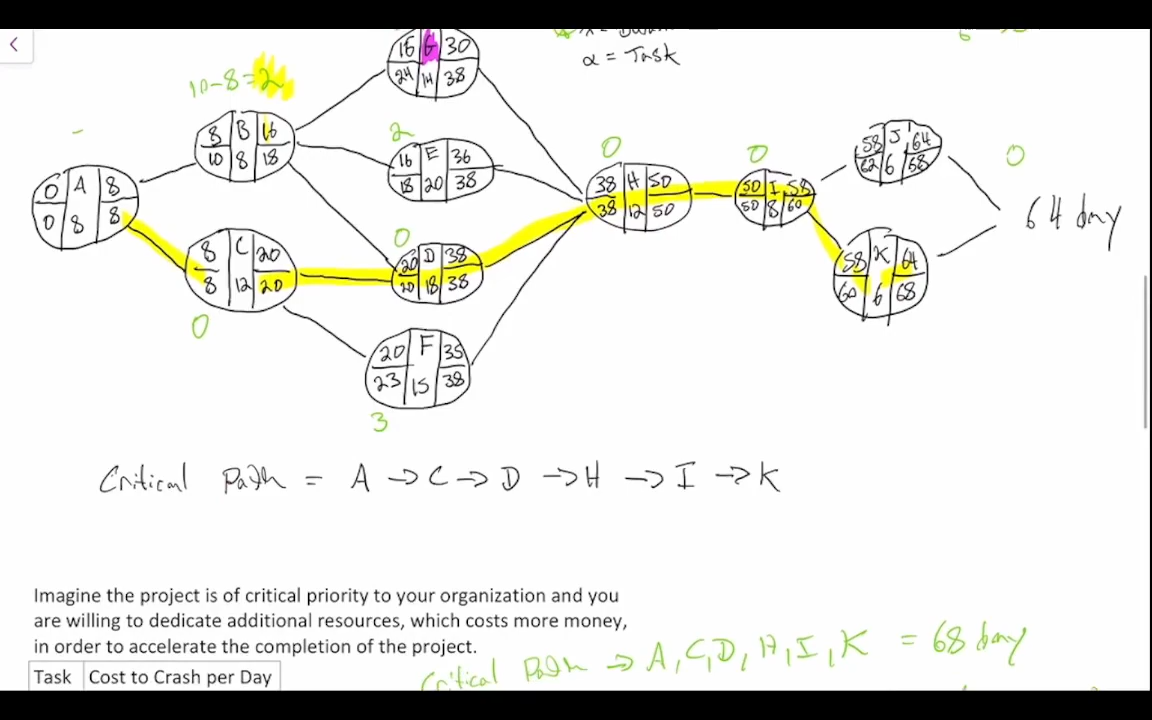 α = Task
16 G 30
24 14 38
10-8=2
8 B 16
10 8 18
2
16 E 36
18 20 38
0 A 8
0 8 8
8 C 20
8 12 20
0
0
20 D 38
20 18 38
20 F 35
23 15 38
3
0
38 H 50
38 12 50
0
50 I 58
50 8 60
58 J 64
62 6 68
58 K 64
60 6 68
0
64 day
Critical Path = A → C → D → H → I → K
Imagine the project is of critical priority to your organization and you
are willing to dedicate additional resources, which costs more money,
in order to accelerate the completion of the project.
Critical Path → A, C, D, H, I, K = 68 day
Task Cost to Crash per Day